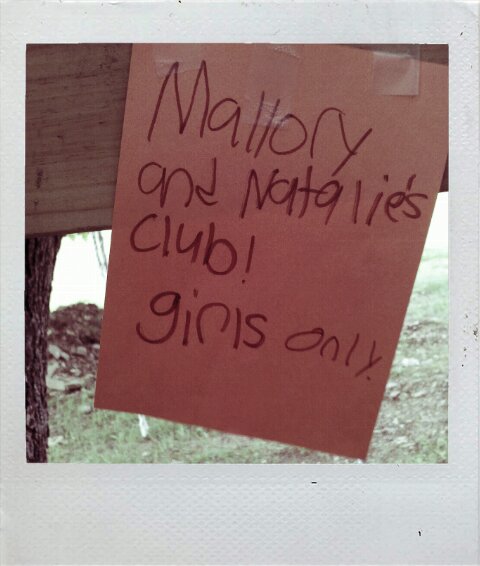 Mallory
and Natalie's
Club!
girls only.